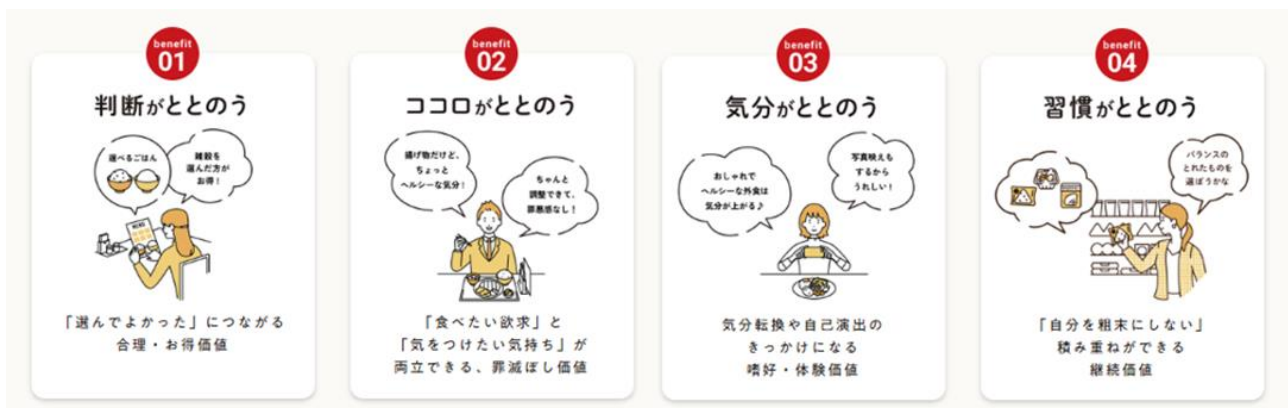 benefit
01
判断がととのう
選べるごはん
雑穀を
選んだ方が
お得！
「選んでよかった」につながる
合理・お得価値
benefit
02
ココロがととのう
揚げ物だけど、
ちょっと
ヘルシーな気分！
ちゃんと
調整できて、
罪悪感なし！
「食べたい欲求」と
「気をつけたい気持ち」が
両立できる、罪滅ぼし価値
benefit
03
気分がととのう
おしゃれで
ヘルシーな外食は
気分が上がる♪
写真映えも
するから
うれしい！
気分転換や自己演出の
きっかけになる
嗜好・体験価値
benefit
04
習慣がととのう
バランスの
とれたものを
選ぼうかな
「自分を粗末にしない」
積み重ねができる
継続価値